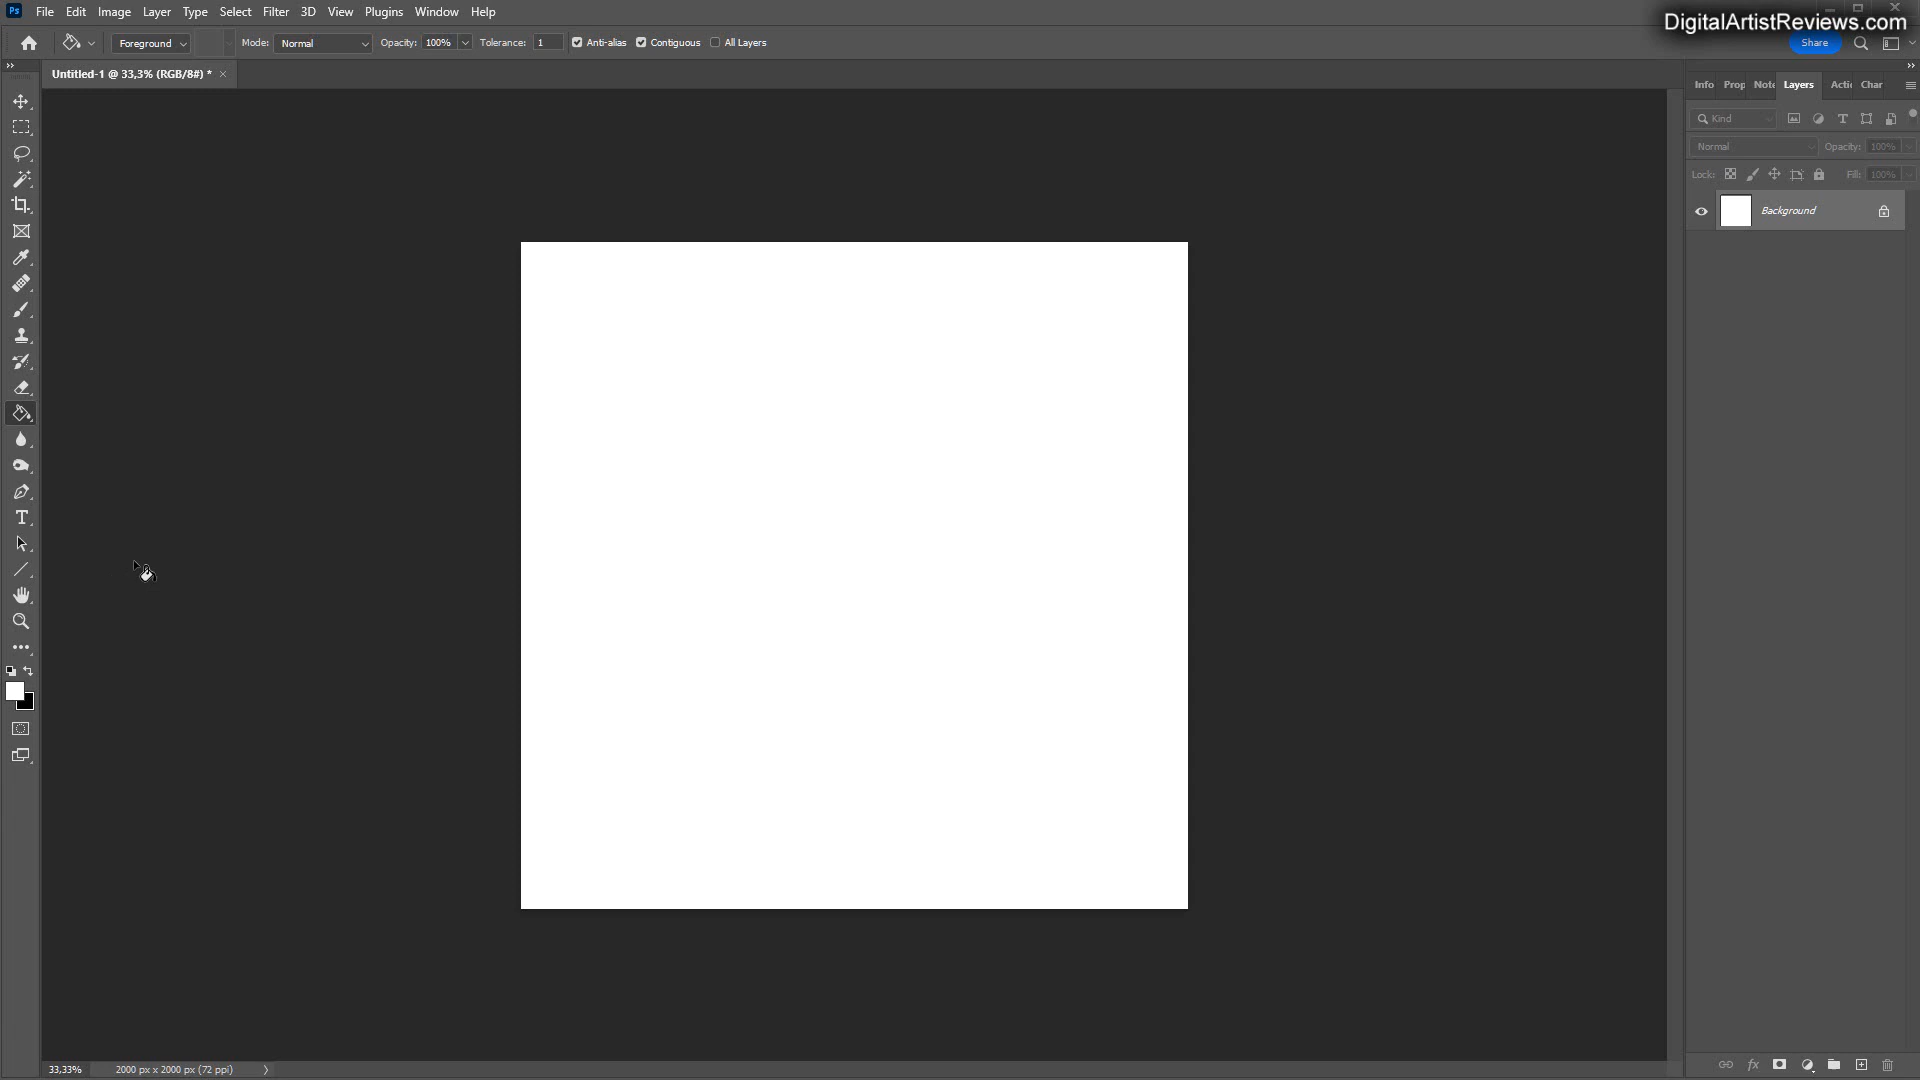 Ps File Edit Image Layer Type Select Filter 3D View Plugins Window Help
DigitalArtistReviews.com
Foreground Mode: Normal Opacity: 100% Tolerance: 1 Anti-alias Contiguous All Layers Share
Untitled-1 @ 33,3% (RGB/8#) * ×
Info Prop Note Layers Acti Char
Kind
Normal Opacity: 100%
Lock: Fill: 100%
Background
T
fx
33,33% 2000 px x 2000 px (72 ppi)